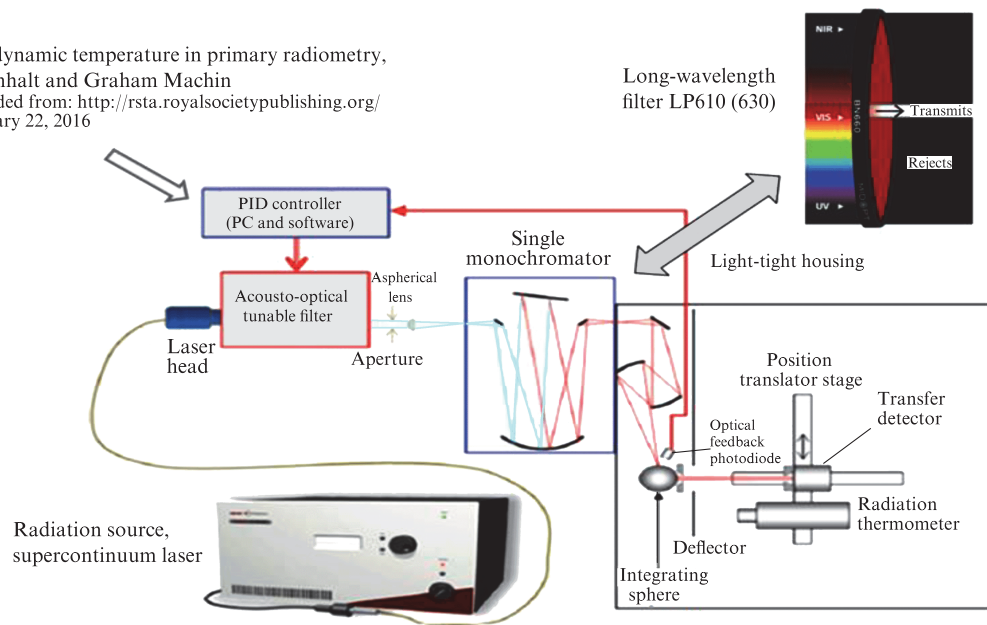 dynamic temperature in primary radiometry,
nhalt and Graham Machin
ded from: http://rsta.royalsocietypublishing.org/
ary 22, 2016
Long-wavelength
filter LP610 (630)
NIR
VIS
UV
BN660
Transmits
Rejects
PID controller
(PC and software)
Single
monochromator
Light-tight housing
Acousto-optical
tunable filter
Aspherical
lens
Aperture
Laser
head
Position
translator stage
Transfer
detector
Optical
feedback
photodiode
Radiation
thermometer
Deflector
Integrating
sphere
Radiation source,
supercontinuum laser